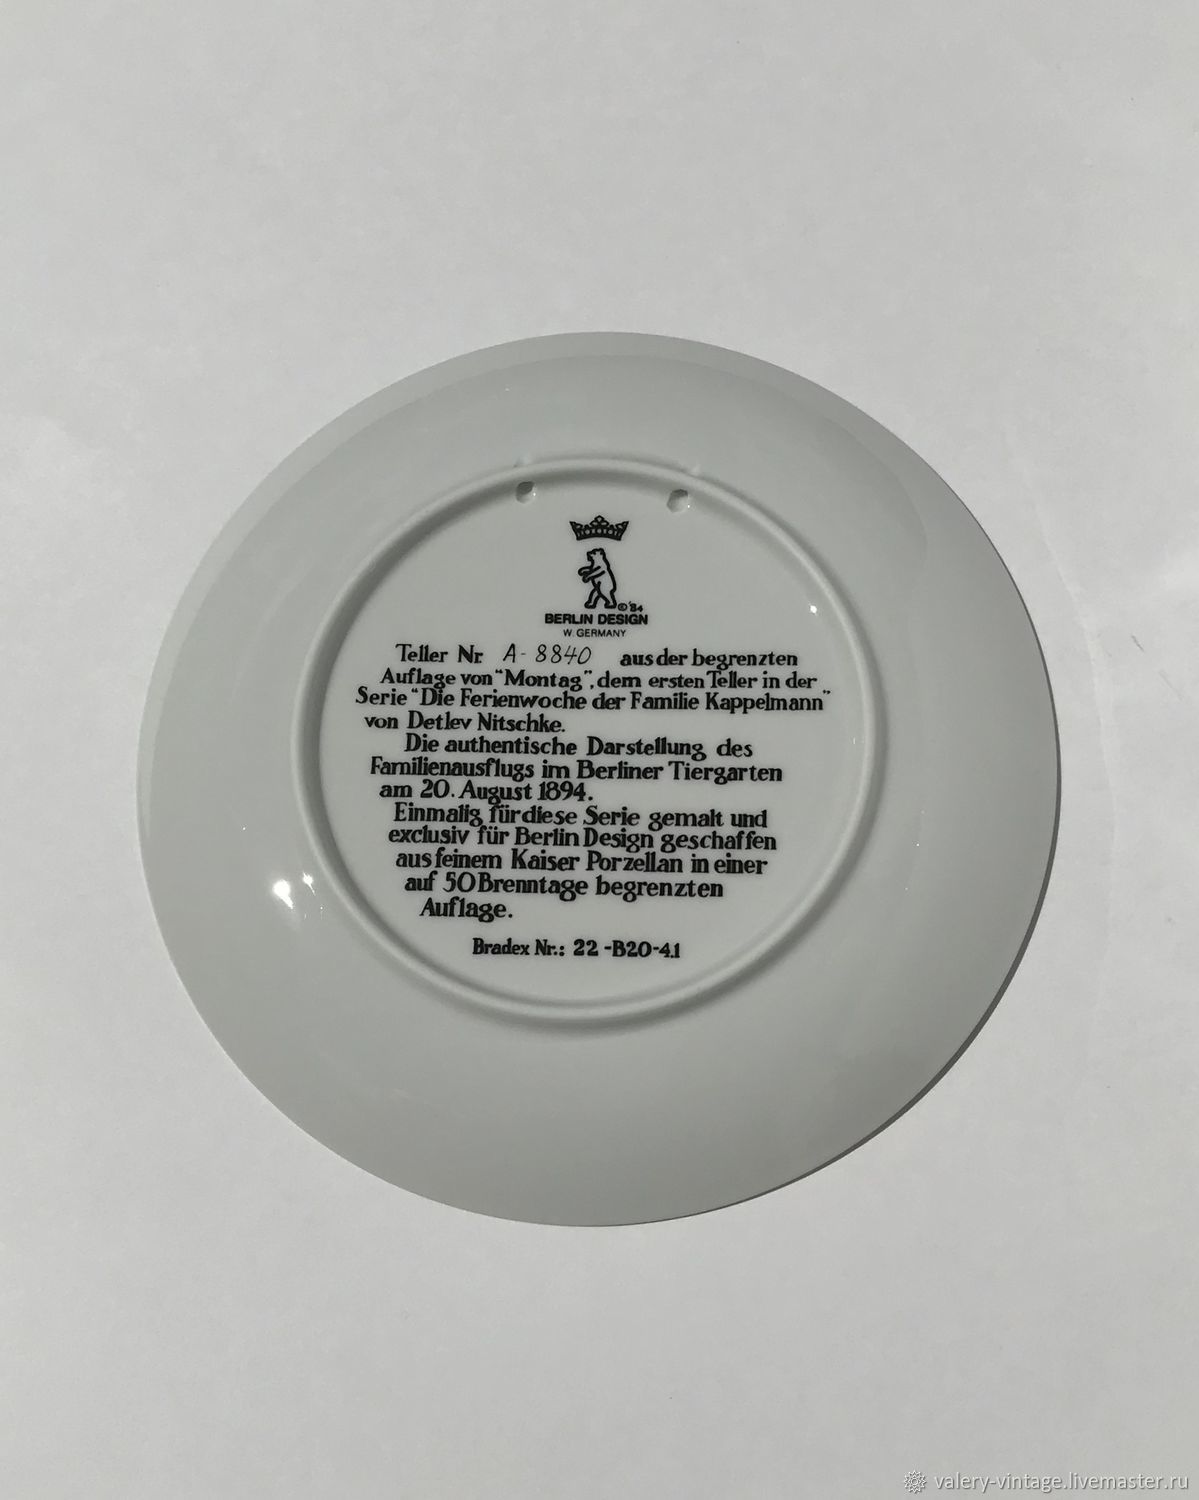 ©'84
BERLIN DESIGN
W. GERMANY
Teller Nr. A-8840 aus der begrenzten
Auflage von "Montag", dem ersten Teller in der
Serie "Die Ferienwoche der Familie Kappelmann"
von Detlev Nitschke.
Die authentische Darstellung des
Familienausflugs im Berliner Tiergarten
am 20. August 1894.
Einmalig für diese Serie gemalt und
exclusiv für Berlin Design geschaffen
aus feinem Kaiser Porzellan in einer
auf 50 Brenntage begrenzten
Auflage.
Bradex Nr.: 22-B20-4.1
valery-vintage.livemaster.ru